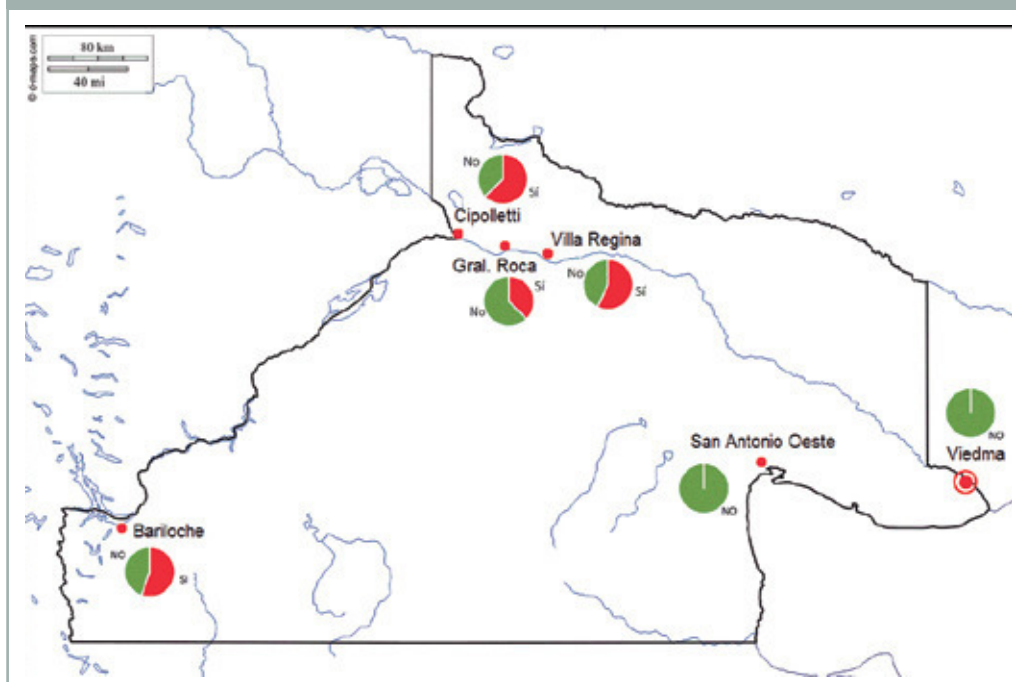 80 km
40 mi
© d-maps.com
No
Sí
Cipolletti
Villa Regina
Gral. Roca
Sí
No
No
Sí
NO
Viedma
San Antonio Oeste
NO
Bariloche
NO
SI